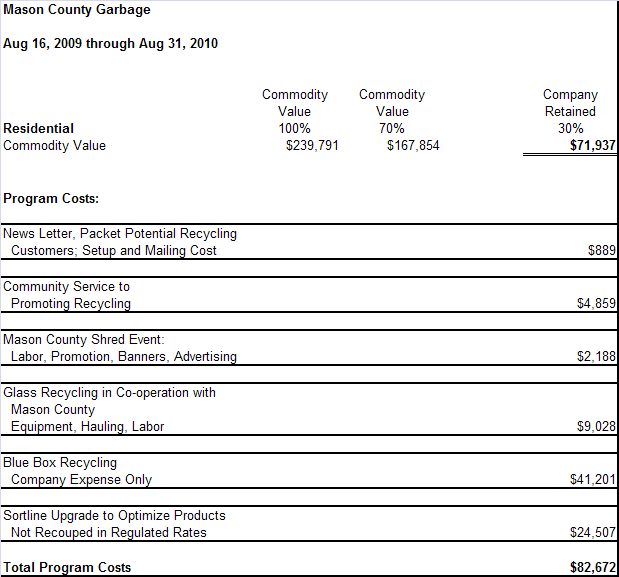 Mason County Garbage
Aug 16, 2009 through Aug 31, 2010
Commodity Commodity Company
Value Value Retained
Residential 100% 70% 30%
Commodity Value $239,791 $167,854 $71,937
Program Costs:
News Letter, Packet Potential Recycling
Customers; Setup and Mailing Cost $889
Community Service to
Promoting Recycling $4,859
Mason County Shred Event:
Labor, Promotion, Banners, Advertising $2,188
Glass Recycling in Co-operation with
Mason County
Equipment, Hauling, Labor $9,028
Blue Box Recycling
Company Expense Only $41,201
Sortline Upgrade to Optimize Products
Not Recouped in Regulated Rates $24,507
Total Program Costs $82,672